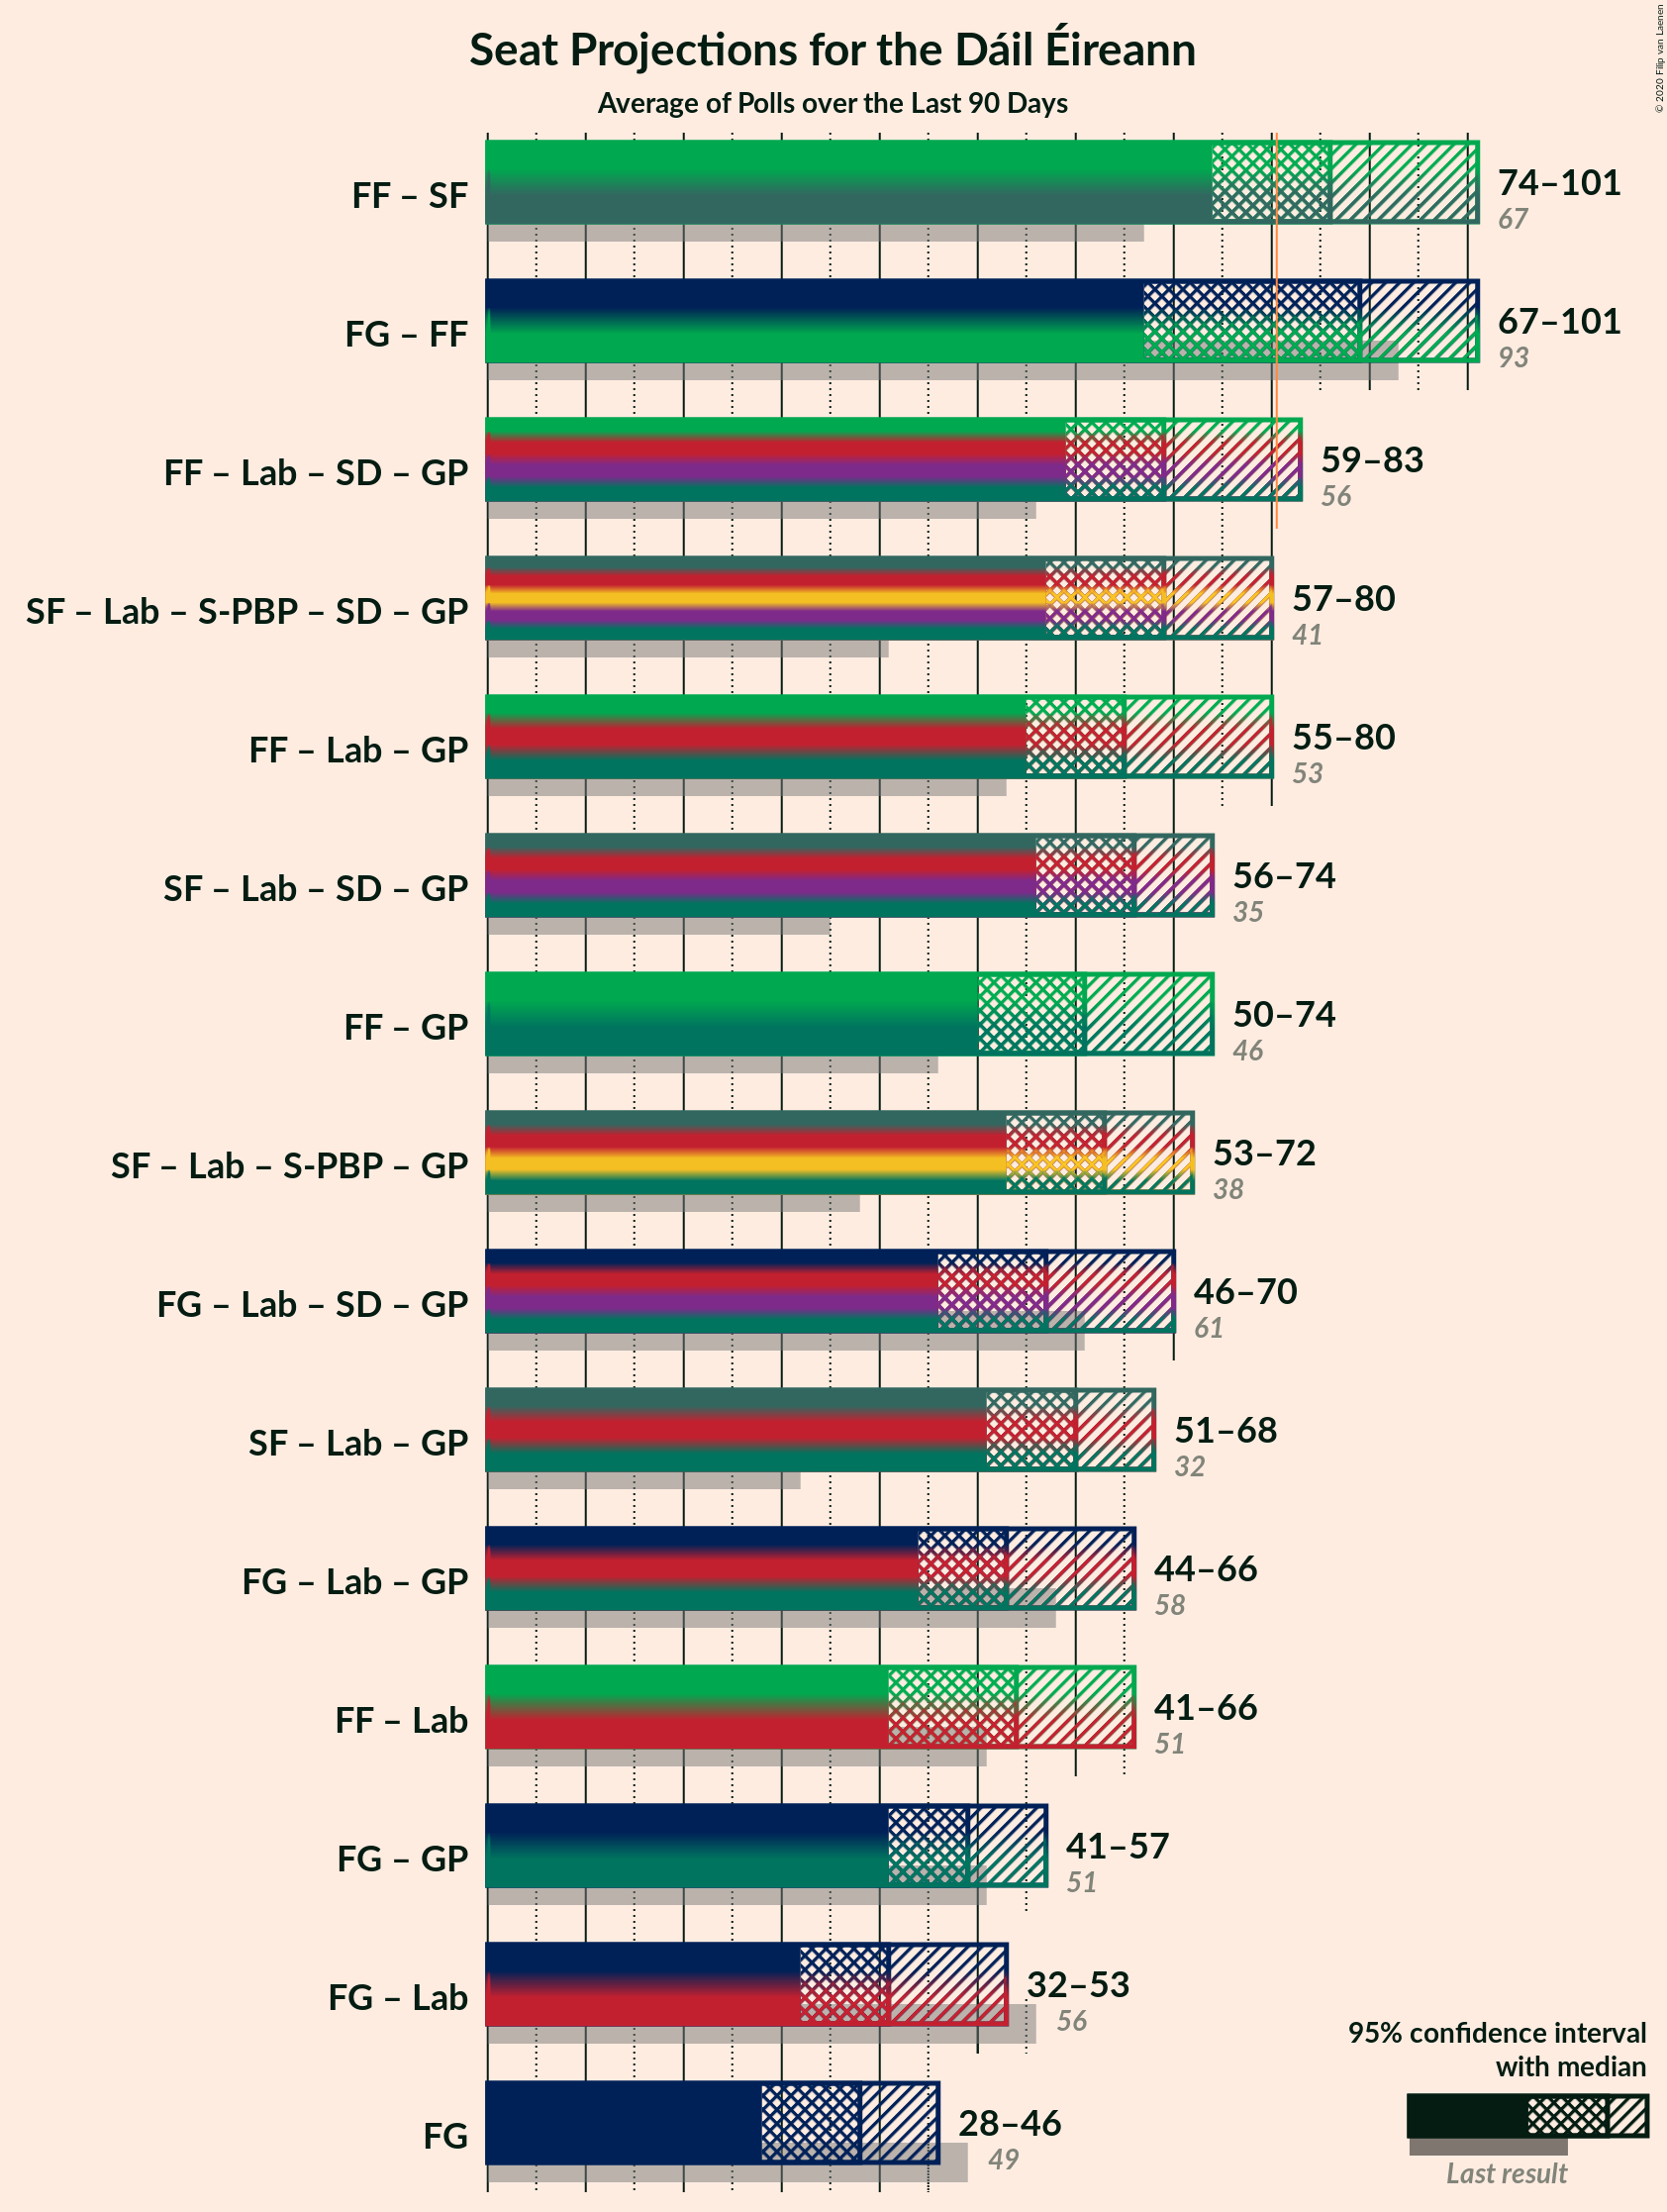 Seat Projections for the Dáil Éireann
Average of Polls over the Last 90 Days
© 2020 Filip van Laenen
FF – SF
74–101
67
FG – FF
67–101
93
FF – Lab – SD – GP
59–83
56
SF – Lab – S-PBP – SD – GP
57–80
41
FF – Lab – GP
55–80
53
SF – Lab – SD – GP
56–74
35
FF – GP
50–74
46
SF – Lab – S-PBP – GP
53–72
38
FG – Lab – SD – GP
46–70
61
SF – Lab – GP
51–68
32
FG – Lab – GP
44–66
58
FF – Lab
41–66
51
FG – GP
41–57
51
FG – Lab
32–53
56
FG
28–46
49
95% confidence interval
with median
Last result